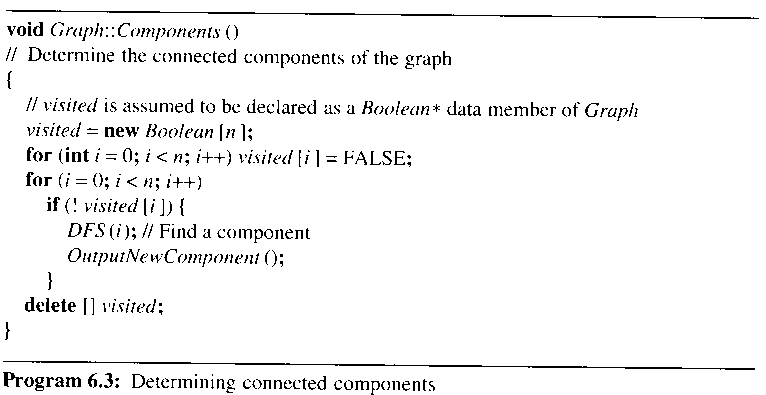 void Graph::Components ()
// Determine the connected components of the graph
{
// visited is assumed to be declared as a Boolean* data member of Graph
visited = new Boolean [n ];
for (int i = 0; i < n; i++) visited [i ] = FALSE;
for (i = 0; i < n; i++)
if (! visited [i ]) {
DFS (i); // Find a component
OutputNewComponent ();
}
delete [] visited;
}
Program 6.3: Determining connected components